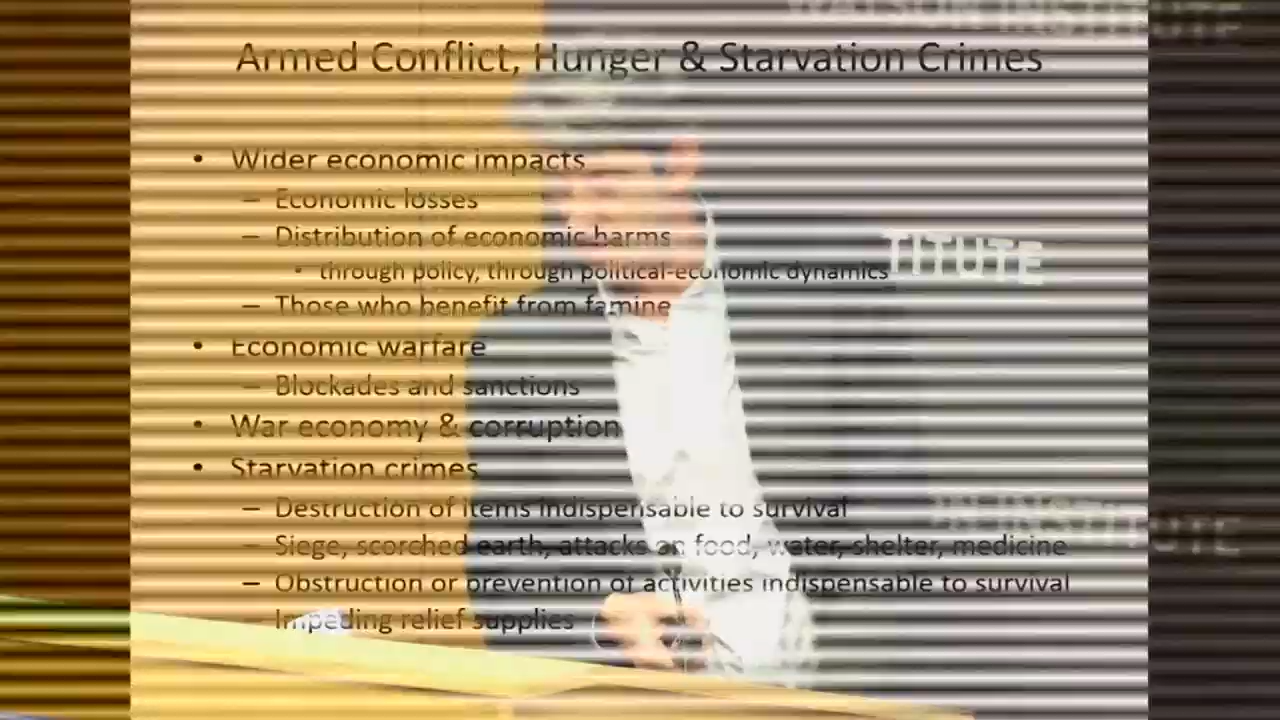 WATSON INSTITUTE
Armed Conflict, Hunger & Starvation Crimes
• Wider economic impacts
– Economic losses
– Distribution of economic harms
• through policy, through political-economic dynamics
TITUTE
– Those who benefit from famine
• Economic warfare
– Blockades and sanctions
• War economy & corruption
• Starvation crimes
– Destruction of items indispensable to survival
– Siege, scorched earth, attacks on food, water, shelter, medicine
INSTITUTE
– Obstruction or prevention of activities indispensable to survival
– Impeding relief supplies